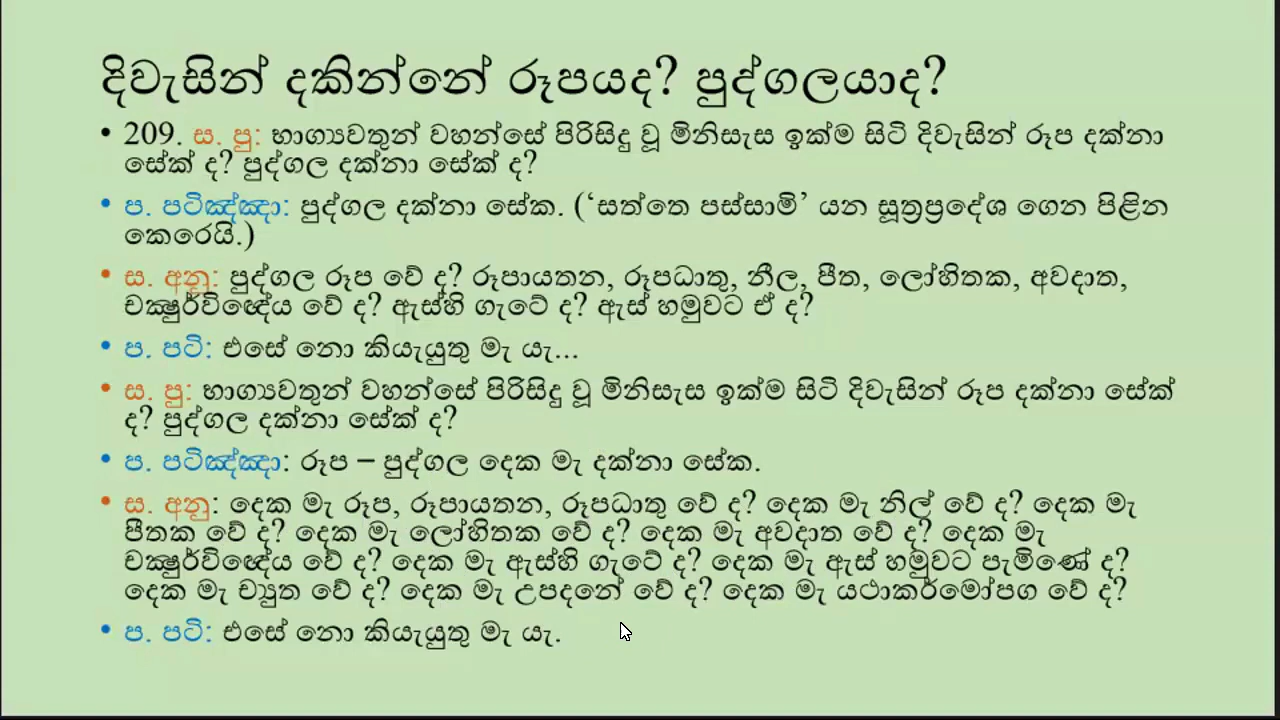 දිවැසින් දකින්නේ රූපයද? පුද්ගලයාද?
• 209. ස. පු: භාග්‍යවතුන් වහන්සේ පිරිසිදු වූ මිනිසැස ඉක්ම සිටි දිවැසින් රූප දක්නා
සේක් ද? පුද්ගල දක්නා සේක් ද?
• ප. පටිඤ්ඤා: පුද්ගල දක්නා සේක. (‘සත්තෙ පස්සාමි’ යන සූත්‍රප්‍රදේශ ගෙන පිළින
කෙරෙයි.)
• ස. අනු: පුද්ගල රූප වේ ද? රූපායතන, රූපධාතු, නීල, පීත, ලෝහිතක, අවදාත,
චක්‍ෂුර්විඥේය වේ ද? ඇස්හි ගැටේ ද? ඇස් හමුවට ඒ ද?
• ප. පටි: එසේ නො කියැයුතු මැ යැ...
• ස. පු: භාග්‍යවතුන් වහන්සේ පිරිසිදු වූ මිනිසැස ඉක්ම සිටි දිවැසින් රූප දක්නා සේක්
ද? පුද්ගල දක්නා සේක් ද?
• ප. පටිඤ්ඤා: රූප – පුද්ගල දෙක මැ දක්නා සේක.
• ස. අනු: දෙක මැ රූප, රූපායතන, රූපධාතු වේ ද? දෙක මැ නිල් වේ ද? දෙක මැ
පීතක වේ ද? දෙක මැ ලෝහිතක වේ ද? දෙක මැ අවදාත වේ ද? දෙක මැ
චක්‍ෂුර්විඥේය වේ ද? දෙක මැ ඇස්හි ගැටේ ද? දෙක මැ ඇස් හමුවට පැමිණේ ද?
දෙක මැ ච්‍යුත වේ ද? දෙක මැ උපදනේ වේ ද? දෙක මැ යථාකර්මෝපග වේ ද?
• ප. පටි: එසේ නො කියැයුතු මැ යැ.